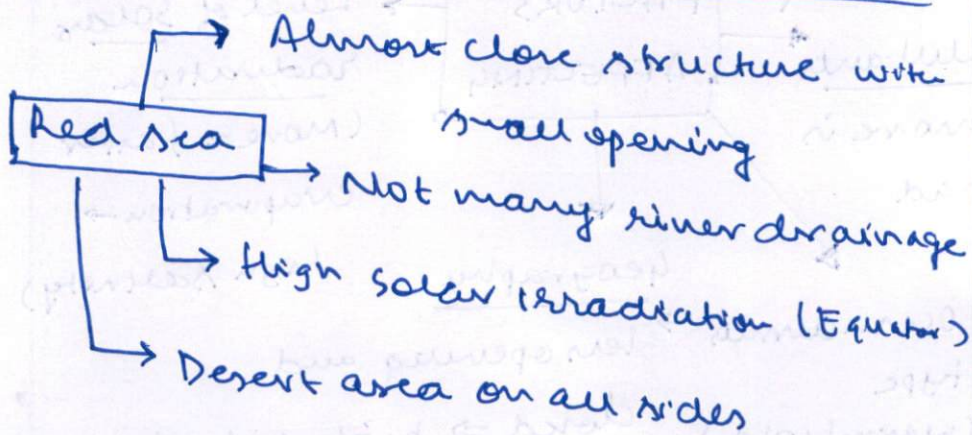 → Almost close structure with
small opening
Red sea
→ Not many river drainage
→ High Solar irradiation (Equator)
→ Desert area on all sides